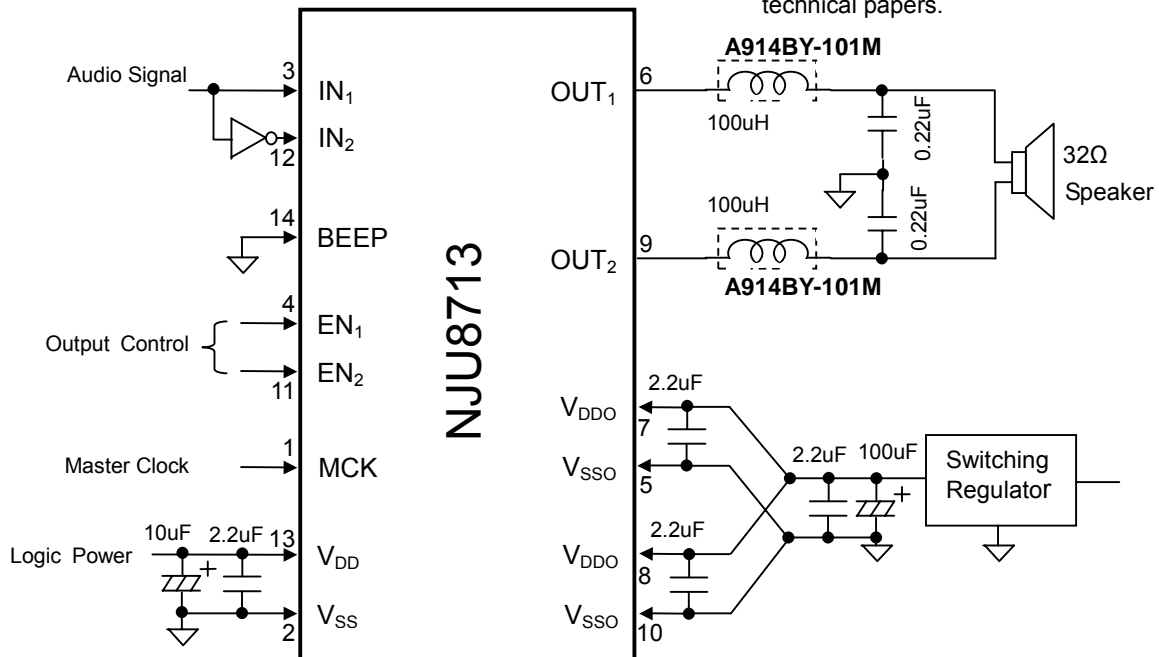 technical papers.
A914BY-101M
Audio Signal
3
IN1
OUT1
6
100uH
0.22uF
IN2
12
32Ω
Speaker
14
BEEP
100uH
0.22uF
9
OUT2
A914BY-101M
NJU8713
4
EN1
Output Control
EN2
11
2.2uF
VDDO
7
1
Master Clock
MCK
VSSO
5
2.2uF
100uF
+
Switching
Regulator
10uF
2.2uF
13
Logic Power
+
VDD
2.2uF
VDDO
8
VSS
2
VSSO
10